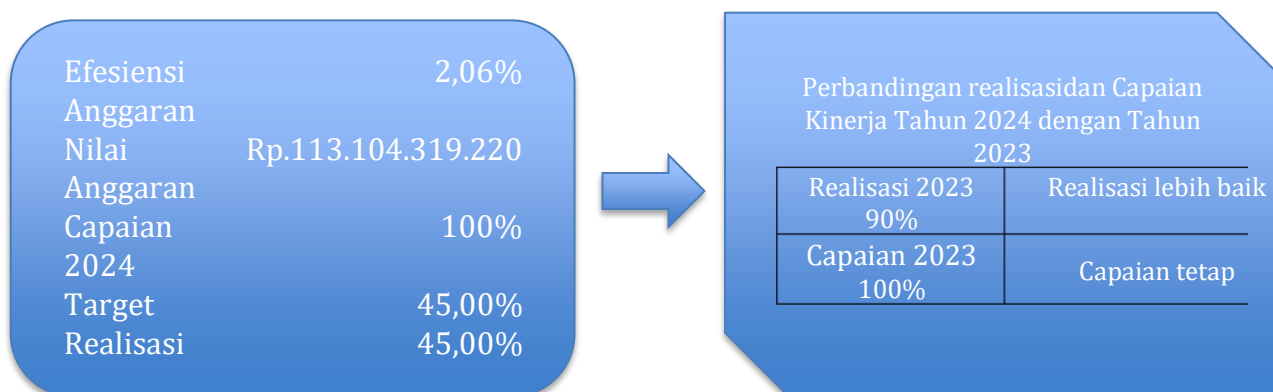 Efesiensi 2,06%
Anggaran
Nilai Rp.113.104.319.220
Anggaran
Capaian 100%
2024
Target 45,00%
Realisasi 45,00%
Perbandingan realisasidan Capaian
Kinerja Tahun 2024 dengan Tahun
2023
Realisasi 2023 Realisasi lebih baik
90%
Capaian 2023 Capaian tetap
100%